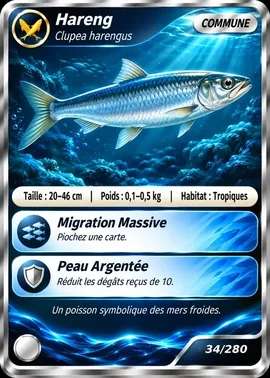 Hareng
COMMUNE
Clupea harengus
Taille : 20–46 cm | Poids : 0,1–0,5 kg | Habitat : Tropiques
Migration Massive
Piochez une carte.
Peau Argentée
Réduit les dégâts reçus de 10.
Un poisson symbolique des mers froides.
34/280